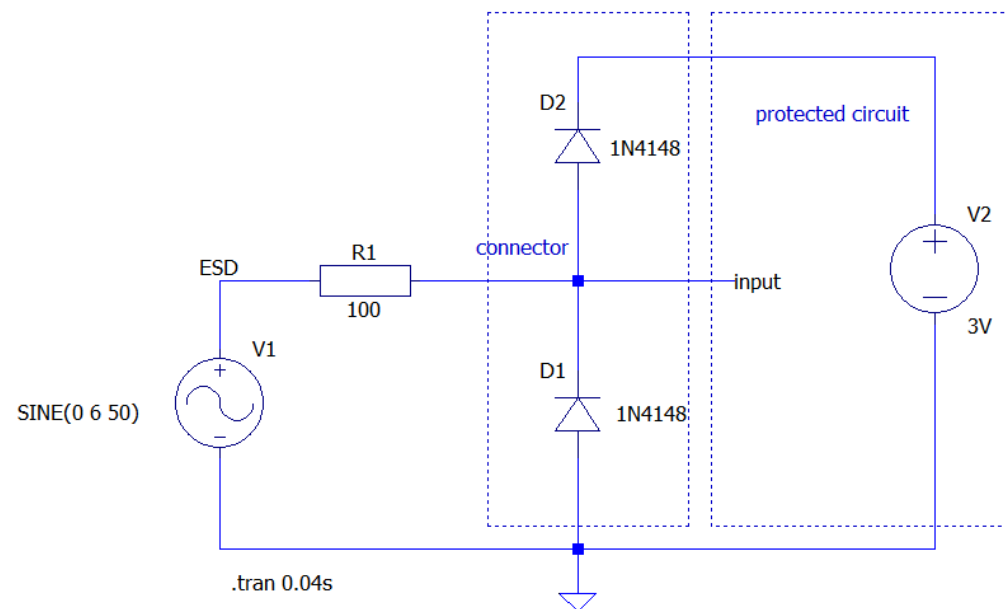 D2
protected circuit
1N4148
V2
connector
R1
ESD
input
100
3V
V1
D1
SINE(0 6 50)
1N4148
.tran 0.04s